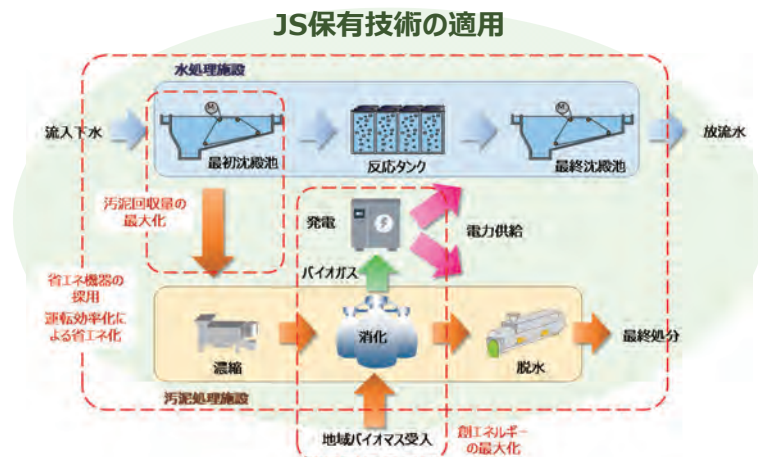 JS保有技術の適用
水処理施設
流入下水
最初沈殿池
反応タンク
最終沈殿池
放流水
汚泥回収量の
最大化
発電
電力供給
バイオガス
省エネ機器の
採用
運転効率化に
よる省エネ化
濃縮
消化
脱水
最終処分
汚泥処理施設
地域バイオマス受入
創エネルギー
の最大化